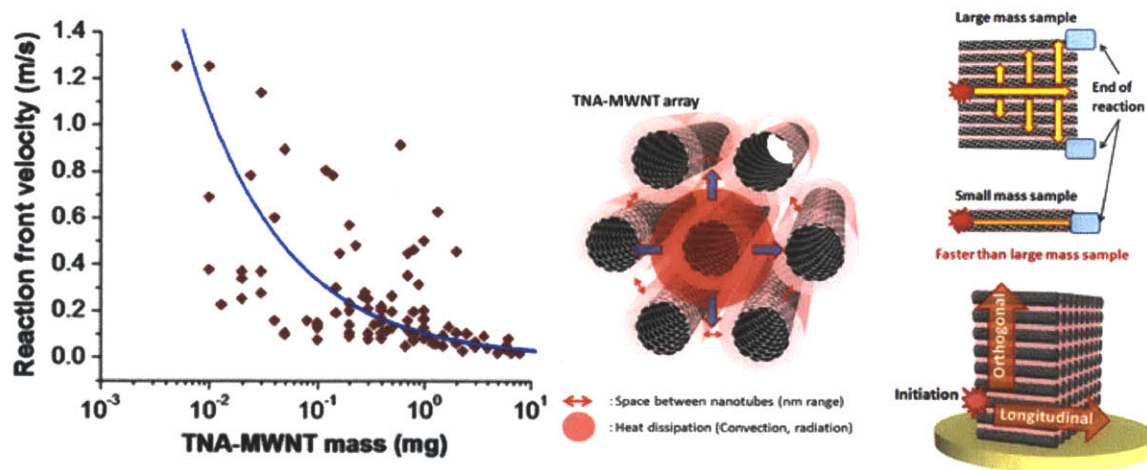 Reaction front velocity (m/s)
1.4
1.2
1.0
0.8
0.6
0.4
0.2
0.0
10-3
10-2
10-1
100
101
TNA-MWNT mass (mg)
TNA-MWNT array
: Space between nanotubes (nm range)
: Heat dissipation (Convection, radiation)
Large mass sample
End of
reaction
Small mass sample
Faster than large mass sample
Orthogonal
Initiation
Longitudinal